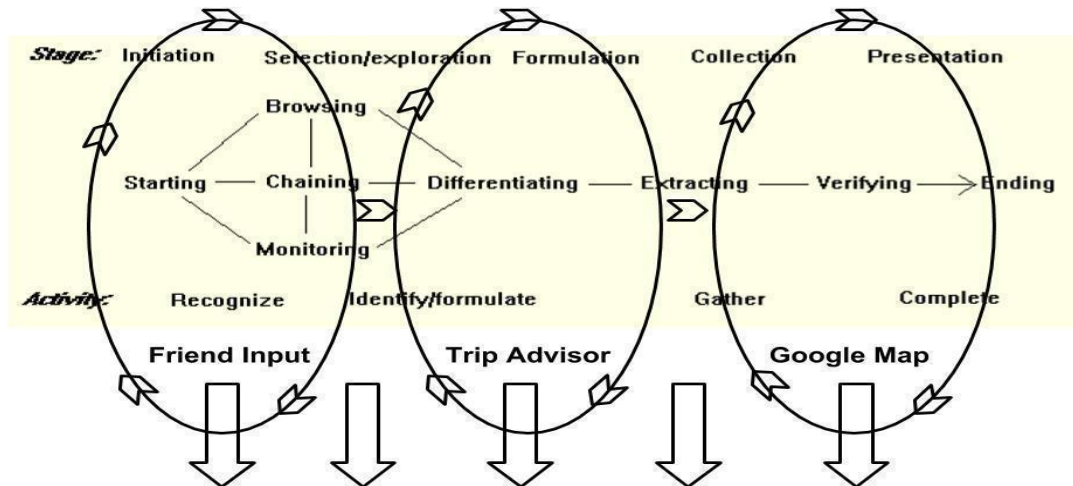 Stage: Initiation Selection/exploration Formulation Collection Presentation
Browsing
Starting Chaining Differentiating Extracting Verifying Ending
Monitoring
Activity: Recognize Identify/formulate Gather Complete
Friend Input Trip Advisor Google Map